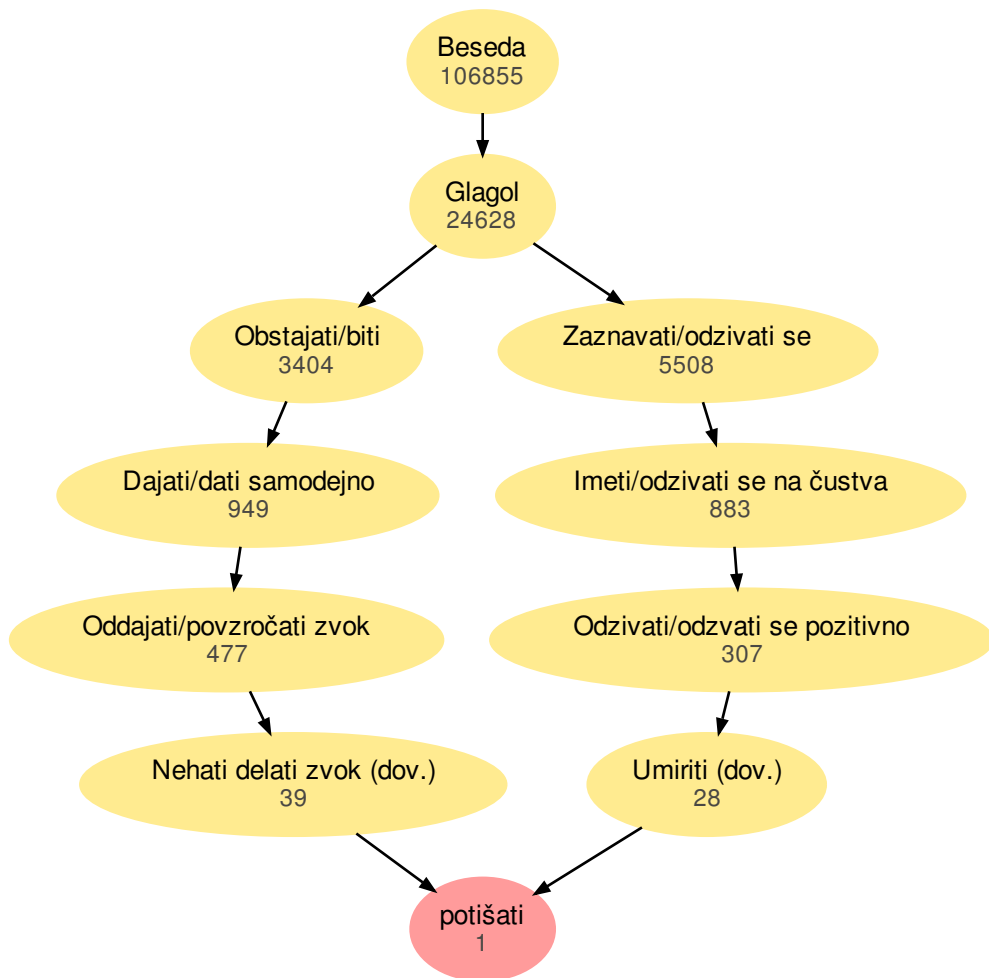 Beseda
106855
Glagol
24628
Obstajati/biti
3404
Zaznavati/odzivati se
5508
Dajati/dati samodejno
949
Imeti/odzivati se na čustva
883
Oddajati/povzročati zvok
477
Odzivati/odzvati se pozitivno
307
Nehati delati zvok (dov.)
39
Umiriti (dov.)
28
potišati
1